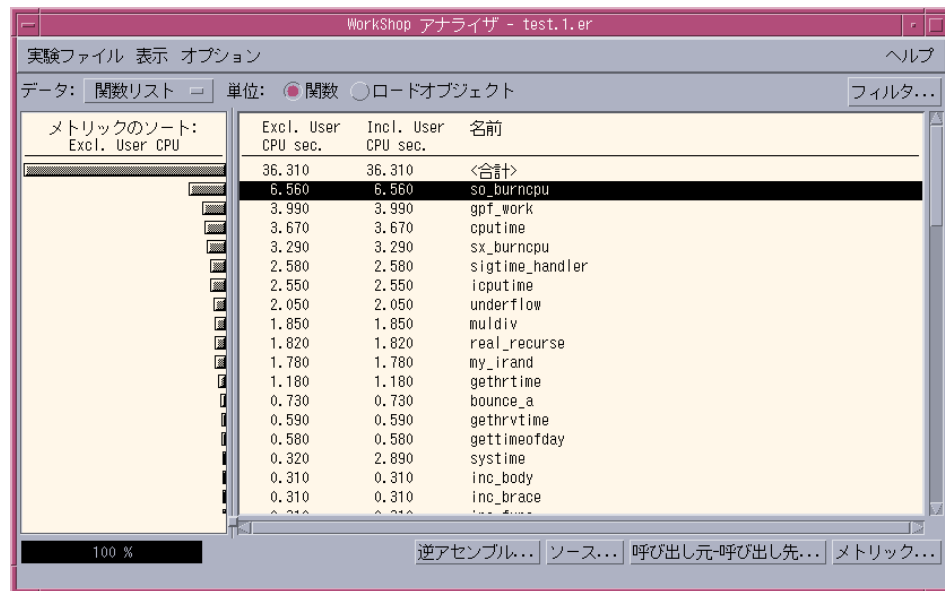 WorkShop アナライザ - test.1.er
実験ファイル 表示 オプション ヘルプ
データ: 関数リスト 単位: 関数 ロードオブジェクト フィルタ...
メトリックのソート:
Excl. User CPU
Excl. User Incl. User 名前
CPU sec. CPU sec.
36.310 36.310 <合計>
6.560 6.560 so_burncpu
3.990 3.990 gpf_work
3.670 3.670 cputime
3.290 3.290 sx_burncpu
2.580 2.580 sigtime_handler
2.550 2.550 icputime
2.050 2.050 underflow
1.850 1.850 muldiv
1.820 1.820 real_recurse
1.780 1.780 my_irand
1.180 1.180 gethrtime
0.730 0.730 bounce_a
0.590 0.590 gethrvtime
0.580 0.580 gettimeofday
0.320 2.890 systime
0.310 0.310 inc_body
0.310 0.310 inc_brace
100 % 逆アセンブル... ソース... 呼び出し元-呼び出し先... メトリック...